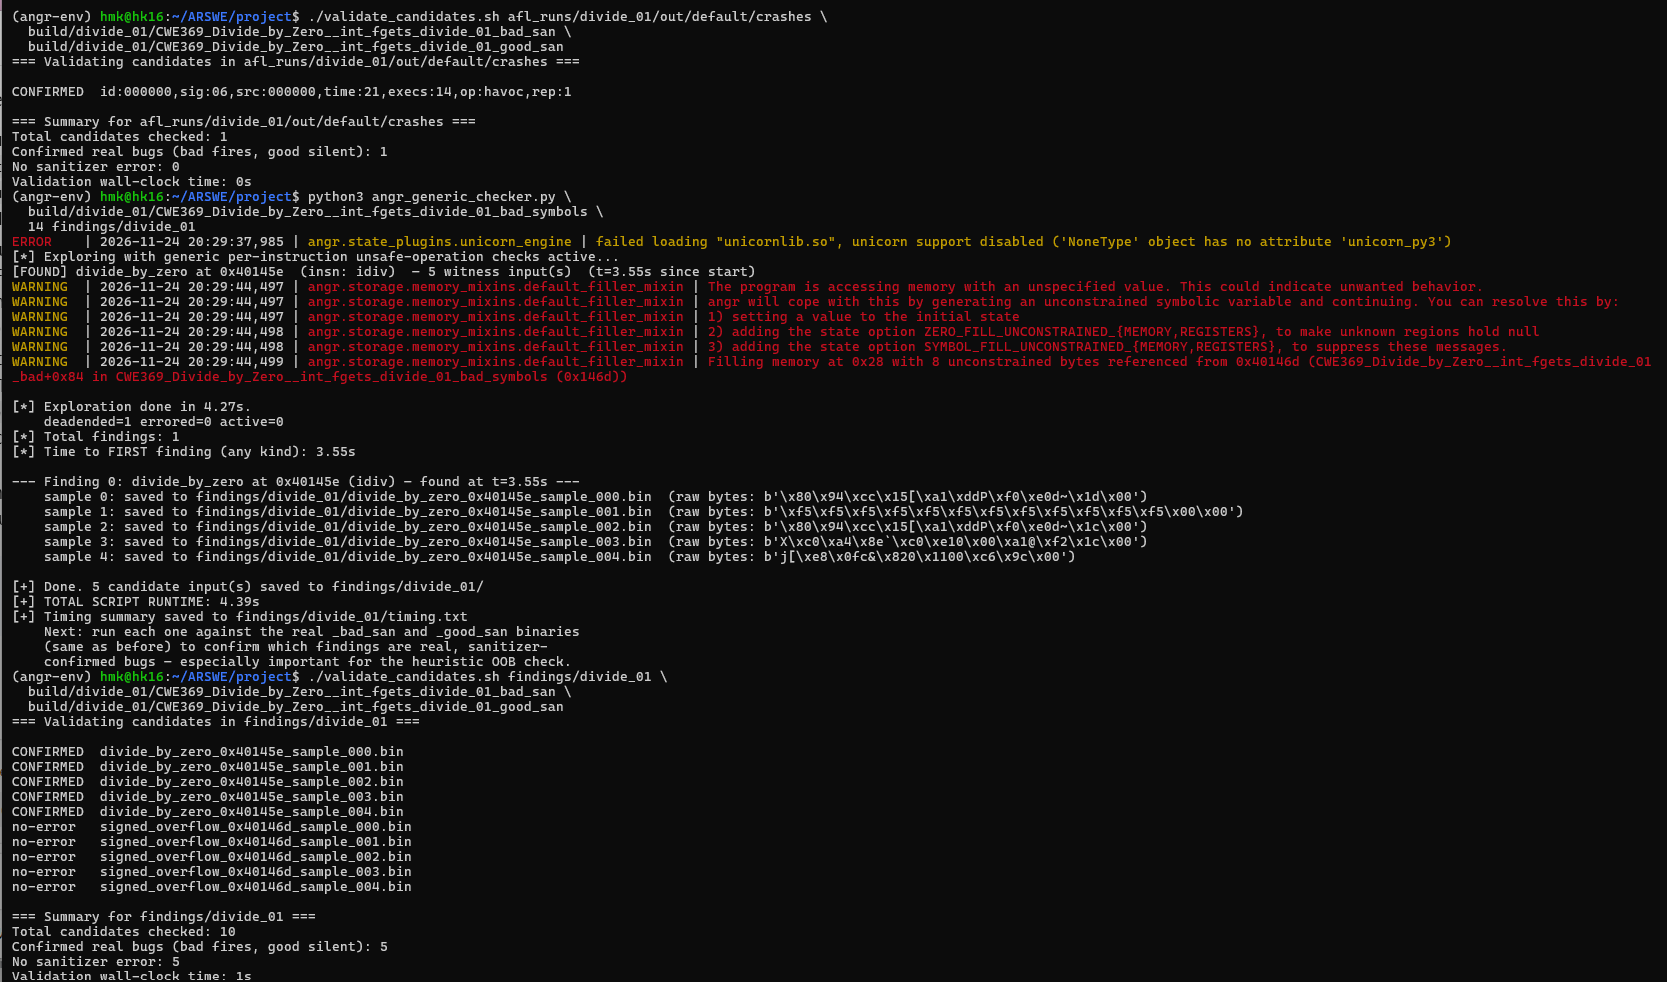 (angr-env) hmk@hk16:~/ARSWE/project$ ./validate_candidates.sh afl_runs/divide_01/out/default/crashes \
  build/divide_01/CWE369_Divide_by_Zero__int_fgets_divide_01_bad_san \
  build/divide_01/CWE369_Divide_by_Zero__int_fgets_divide_01_good_san
=== Validating candidates in afl_runs/divide_01/out/default/crashes ===
CONFIRMED  id:000000,sig:06,src:000000,time:21,execs:14,op:havoc,rep:1
=== Summary for afl_runs/divide_01/out/default/crashes ===
Total candidates checked: 1
Confirmed real bugs (bad fires, good silent): 1
No sanitizer error: 0
Validation wall-clock time: 0s
(angr-env) hmk@hk16:~/ARSWE/project$ python3 angr_generic_checker.py \
  build/divide_01/CWE369_Divide_by_Zero__int_fgets_divide_01_bad_symbols \
  14 findings/divide_01
ERROR    | 2026-11-24 20:29:37,985 | angr.state_plugins.unicorn_engine | failed loading "unicornlib.so", unicorn support disabled ('NoneType' object has no attribute 'unicorn_py3')
[*] Exploring with generic per-instruction unsafe-operation checks active...
[FOUND] divide_by_zero at 0x40145e  (insn: idiv)  — 5 witness input(s)  (t=3.55s since start)
WARNING  | 2026-11-24 20:29:44,497 | angr.storage.memory_mixins.default_filler_mixin | The program is accessing memory with an unspecified value. This could indicate unwanted behavior.
WARNING  | 2026-11-24 20:29:44,497 | angr.storage.memory_mixins.default_filler_mixin | angr will cope with this by generating an unconstrained symbolic variable and continuing. You can resolve this by:
WARNING  | 2026-11-24 20:29:44,497 | angr.storage.memory_mixins.default_filler_mixin | 1) setting a value to the initial state
WARNING  | 2026-11-24 20:29:44,498 | angr.storage.memory_mixins.default_filler_mixin | 2) adding the state option ZERO_FILL_UNCONSTRAINED_{MEMORY,REGISTERS}, to make unknown regions hold null
WARNING  | 2026-11-24 20:29:44,498 | angr.storage.memory_mixins.default_filler_mixin | 3) adding the state option SYMBOL_FILL_UNCONSTRAINED_{MEMORY,REGISTERS}, to suppress these messages.
WARNING  | 2026-11-24 20:29:44,499 | angr.storage.memory_mixins.default_filler_mixin | Filling memory at 0x28 with 8 unconstrained bytes referenced from 0x40146d (CWE369_Divide_by_Zero__int_fgets_divide_01
_bad+0x84 in CWE369_Divide_by_Zero__int_fgets_divide_01_bad_symbols (0x146d))
[*] Exploration done in 4.27s.
    deadended=1 errored=0 active=0
[*] Total findings: 1
[*] Time to FIRST finding (any kind): 3.55s
--- Finding 0: divide_by_zero at 0x40145e (idiv) — found at t=3.55s ---
    sample 0: saved to findings/divide_01/divide_by_zero_0x40145e_sample_000.bin  (raw bytes: b'\x80\x94\xcc\x15[\xa1\xddP\xf0\xe0d~\x1d\x00')
    sample 1: saved to findings/divide_01/divide_by_zero_0x40145e_sample_001.bin  (raw bytes: b'\xf5\xf5\xf5\xf5\xf5\xf5\xf5\xf5\xf5\xf5\xf5\xf5\x00\x00')
    sample 2: saved to findings/divide_01/divide_by_zero_0x40145e_sample_002.bin  (raw bytes: b'\x80\x94\xcc\x15[\xa1\xddP\xf0\xe0d~\x1c\x00')
    sample 3: saved to findings/divide_01/divide_by_zero_0x40145e_sample_003.bin  (raw bytes: b'X\xc0\xa4\x8e`\xc0\xe10\x00\xa1@\xf2\x1c\x00')
    sample 4: saved to findings/divide_01/divide_by_zero_0x40145e_sample_004.bin  (raw bytes: b'j[\xe8\x0fc&\x820\x1100\xc6\x9c\x00')
[+] Done. 5 candidate input(s) saved to findings/divide_01/
[+] TOTAL SCRIPT RUNTIME: 4.39s
[+] Timing summary saved to findings/divide_01/timing.txt
    Next: run each one against the real _bad_san and _good_san binaries
    (same as before) to confirm which findings are real, sanitizer-
    confirmed bugs — especially important for the heuristic OOB check.
(angr-env) hmk@hk16:~/ARSWE/project$ ./validate_candidates.sh findings/divide_01 \
  build/divide_01/CWE369_Divide_by_Zero__int_fgets_divide_01_bad_san \
  build/divide_01/CWE369_Divide_by_Zero__int_fgets_divide_01_good_san
=== Validating candidates in findings/divide_01 ===
CONFIRMED  divide_by_zero_0x40145e_sample_000.bin
CONFIRMED  divide_by_zero_0x40145e_sample_001.bin
CONFIRMED  divide_by_zero_0x40145e_sample_002.bin
CONFIRMED  divide_by_zero_0x40145e_sample_003.bin
CONFIRMED  divide_by_zero_0x40145e_sample_004.bin
no-error   signed_overflow_0x40146d_sample_000.bin
no-error   signed_overflow_0x40146d_sample_001.bin
no-error   signed_overflow_0x40146d_sample_002.bin
no-error   signed_overflow_0x40146d_sample_003.bin
no-error   signed_overflow_0x40146d_sample_004.bin
=== Summary for findings/divide_01 ===
Total candidates checked: 10
Confirmed real bugs (bad fires, good silent): 5
No sanitizer error: 5
Validation wall-clock time: 1s